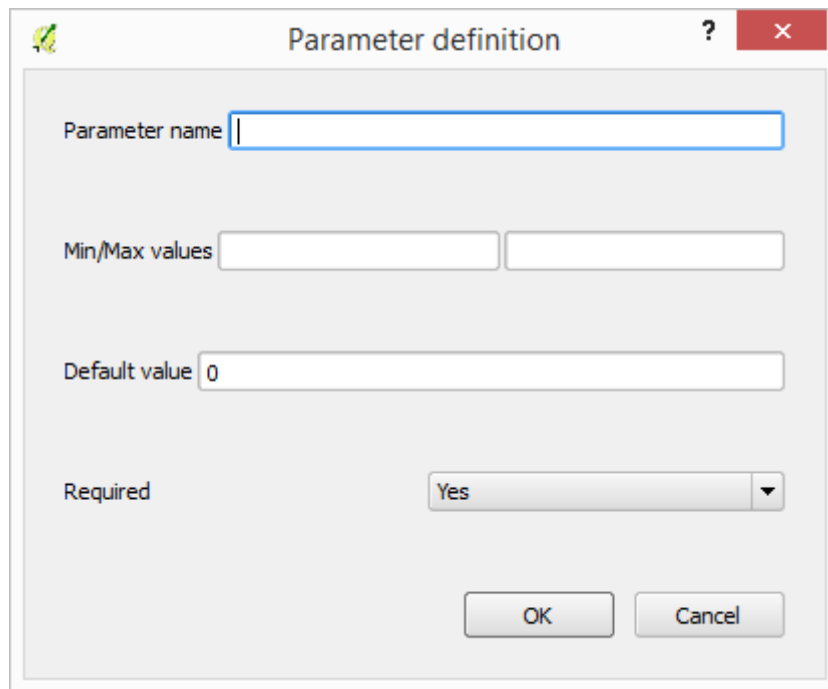 Parameter definition ? ×
Parameter name
Min/Max values
Default value 0
Required Yes
OK Cancel